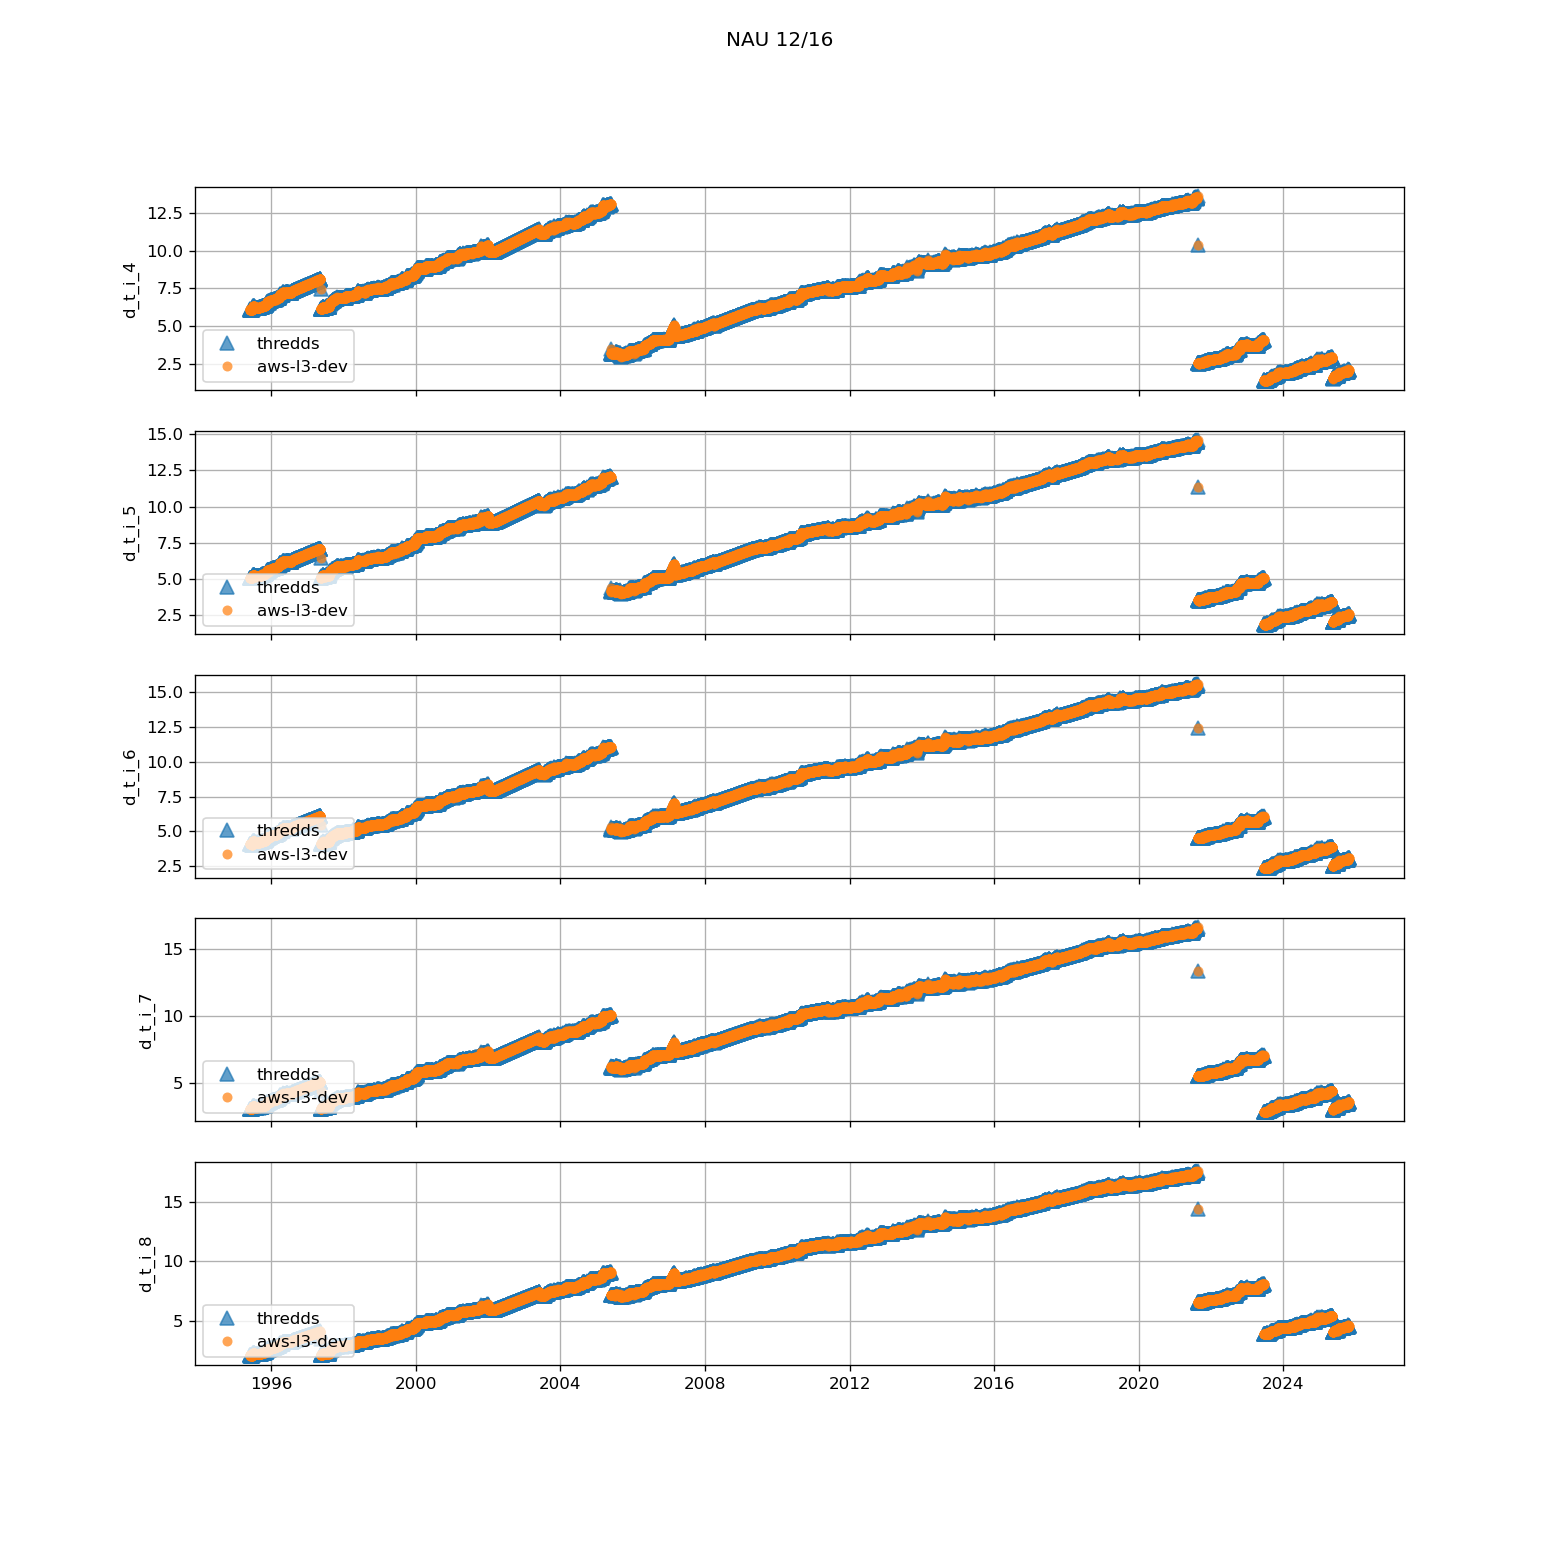 NAU 12/16
12.5
10.0
7.5
5.0
2.5
d_t_i_4
thredds
aws-l3-dev
15.0
12.5
10.0
7.5
5.0
2.5
d_t_i_5
thredds
aws-l3-dev
15.0
12.5
10.0
7.5
5.0
2.5
d_t_i_6
thredds
aws-l3-dev
15
10
5
d_t_i_7
thredds
aws-l3-dev
15
10
5
d_t_i_8
thredds
aws-l3-dev
1996 2000 2004 2008 2012 2016 2020 2024